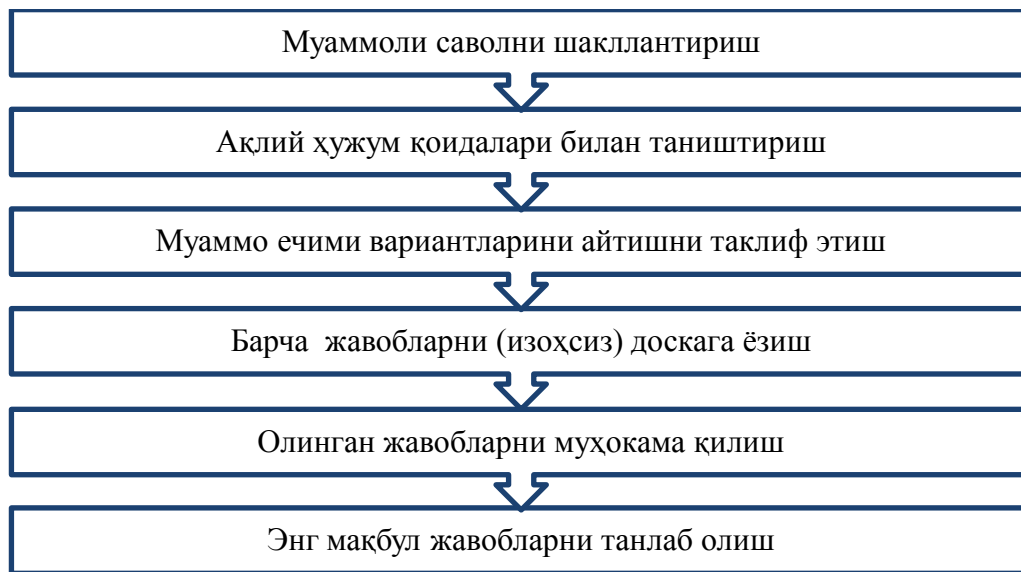 Муаммоли саволни шакллантириш
Ақлий ҳужум қоидалари билан таништириш
Муаммо ечими вариантларини айтишни таклиф этиш
Барча жавобларни (изоҳсиз) доскага ёзиш
Олинган жавобларни муҳокама қилиш
Энг мақбул жавобларни танлаб олиш